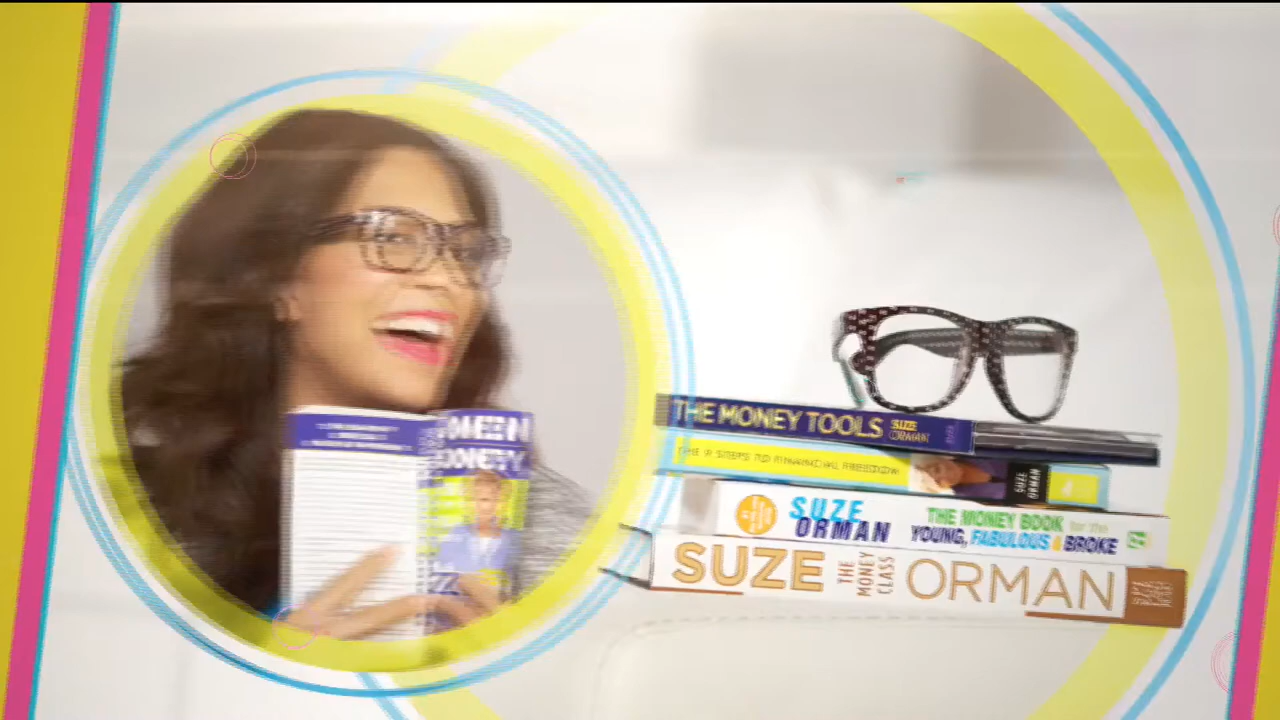 WOMEN
MONEY
THE MONEY TOOLS SUZE
ORMAN
THE 9 STEPS TO FINANCIAL FREEDOM
SUZE
ORMAN
SUZE
ORMAN
THE MONEY BOOK for the
YOUNG, FABULOUS & BROKE
SUZE
THE
MONEY
CLASS
ORMAN